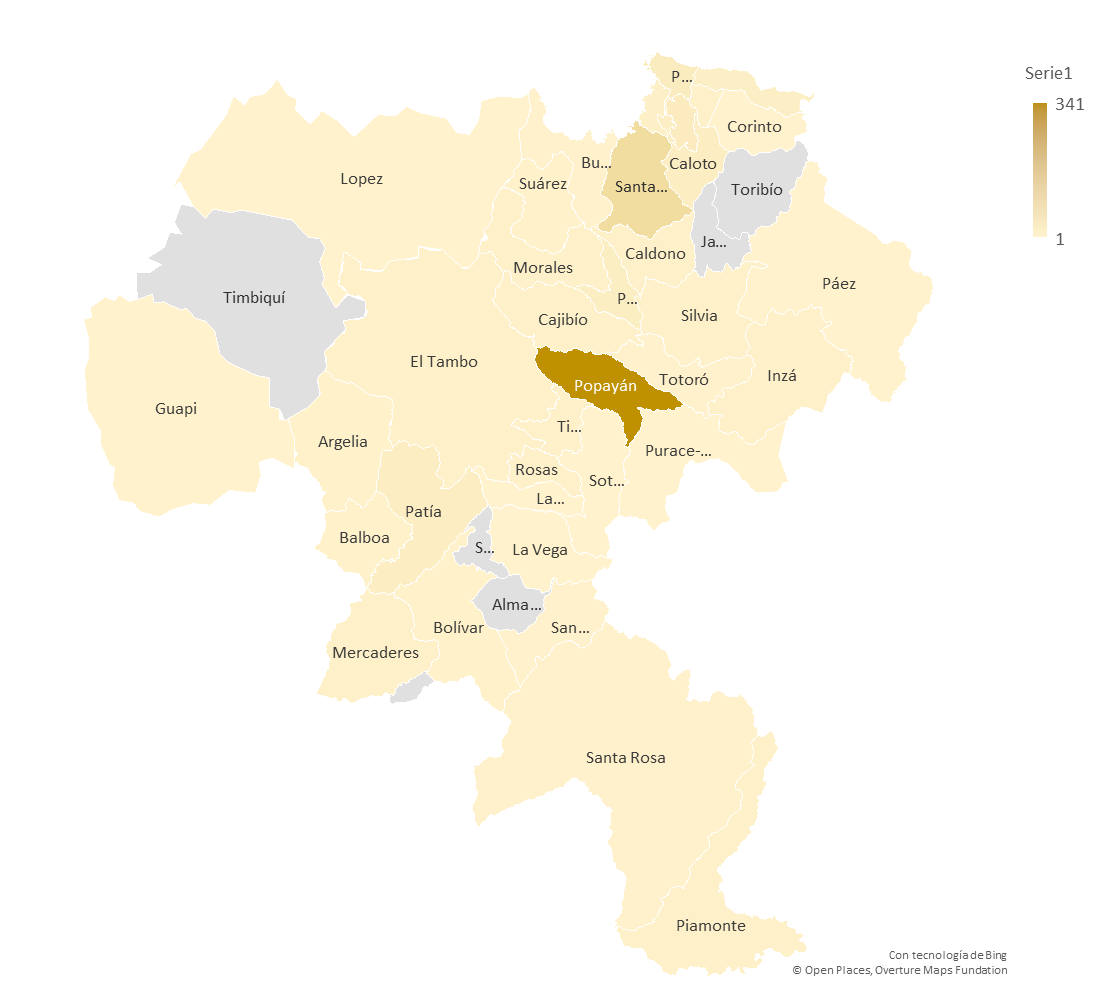 Serie1
341
1
P...
Corinto
Bu...
Caloto
Lopez
Suárez
Santa...
Toribío
Ja...
Caldono
Morales
Páez
Timbiquí
P...
Silvia
Cajibío
El Tambo
Totoró
Inzá
Popayán
Guapi
Ti...
Argelia
Purace-...
Rosas
Sot...
La...
Patía
Balboa
S...
La Vega
Alma...
Bolívar
San...
Mercaderes
Santa Rosa
Piamonte
Con tecnología de Bing
© Open Places, Overture Maps Fundation